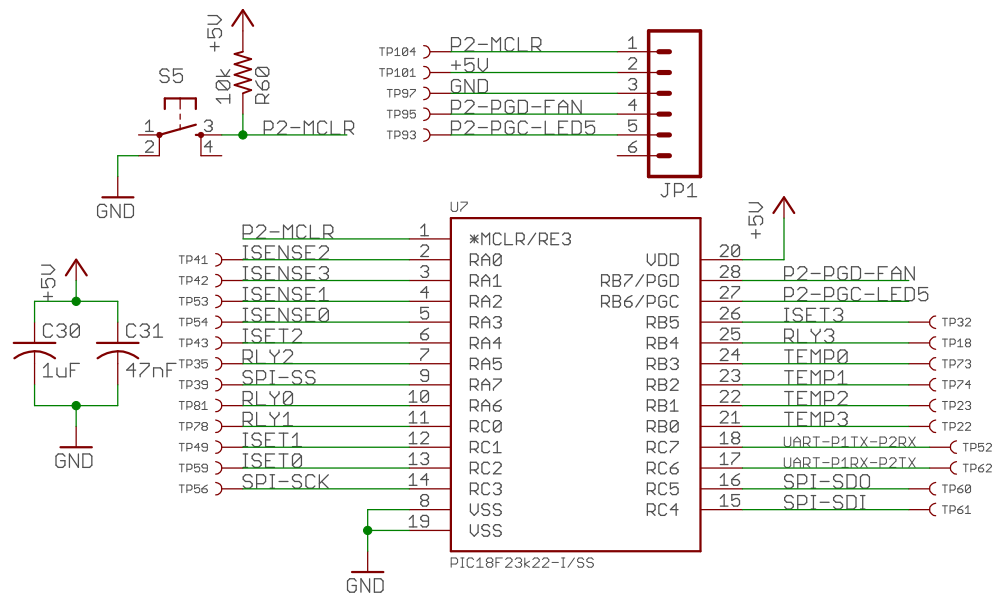 +5V
10k
R60
S5
1
3
2
4
P2-MCLR
GND
TP104 P2-MCLR 1
TP101 +5V 2
TP97 GND 3
TP95 P2-PGD-FAN 4
TP93 P2-PGC-LED5 5
6
JP1
U7
P2-MCLR 1 *MCLR/RE3
TP41 ISENSE2 2 RA0
TP42 ISENSE3 3 RA1
TP53 ISENSE1 4 RA2
TP54 ISENSE0 5 RA3
TP43 ISET2 6 RA4
TP35 RLY2 7 RA5
TP39 SPI-SS 9 RA7
TP81 RLY0 10 RA6
TP78 RLY1 11 RC0
TP49 ISET1 12 RC1
TP59 ISET0 13 RC2
TP56 SPI-SCK 14 RC3
8 VSS
19 VSS
GND
+5V
VDD 20
RB7/PGD 28 P2-PGD-FAN
RB6/PGC 27 P2-PGC-LED5
RB5 26 ISET3 TP32
RB4 25 RLY3 TP18
RB3 24 TEMP0 TP73
RB2 23 TEMP1 TP74
RB1 22 TEMP2 TP23
RB0 21 TEMP3 TP22
RC7 18 UART-P1TX-P2RX TP52
RC6 17 UART-P1RX-P2TX TP62
RC5 16 SPI-SDO TP60
RC4 15 SPI-SDI TP61
PIC18F23k22-I/SS
+5V
C30
C31
1uF
47nF
GND